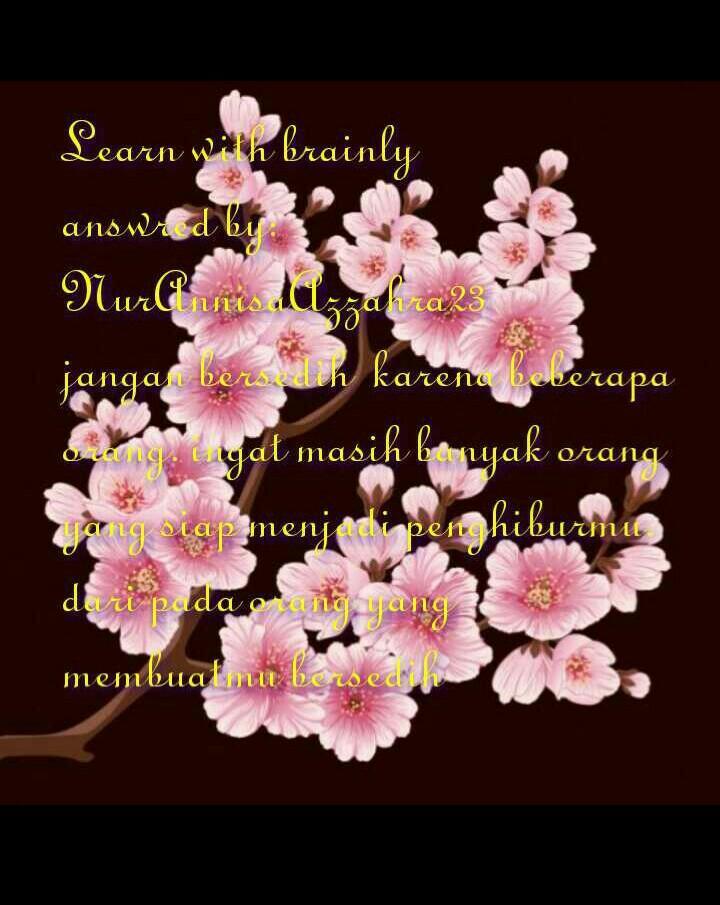 Learn with brainly
answred by:
NurAnnisaAzzahra23
jangan bersedih karena beberapa
orang. ingat masih banyak orang
yang siap menjadi penghiburmu.
dari pada orang yang
membuatmu bersedih